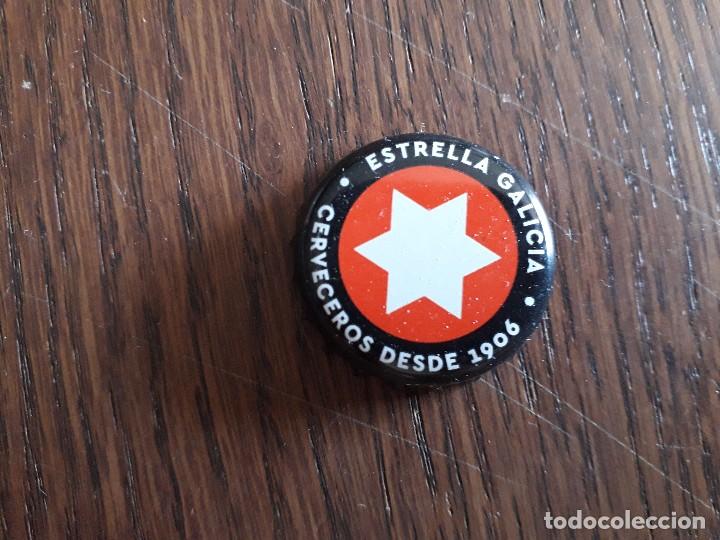 ESTRELLA GALICIA
CERVECEROS DESDE 1906
todocoleccion